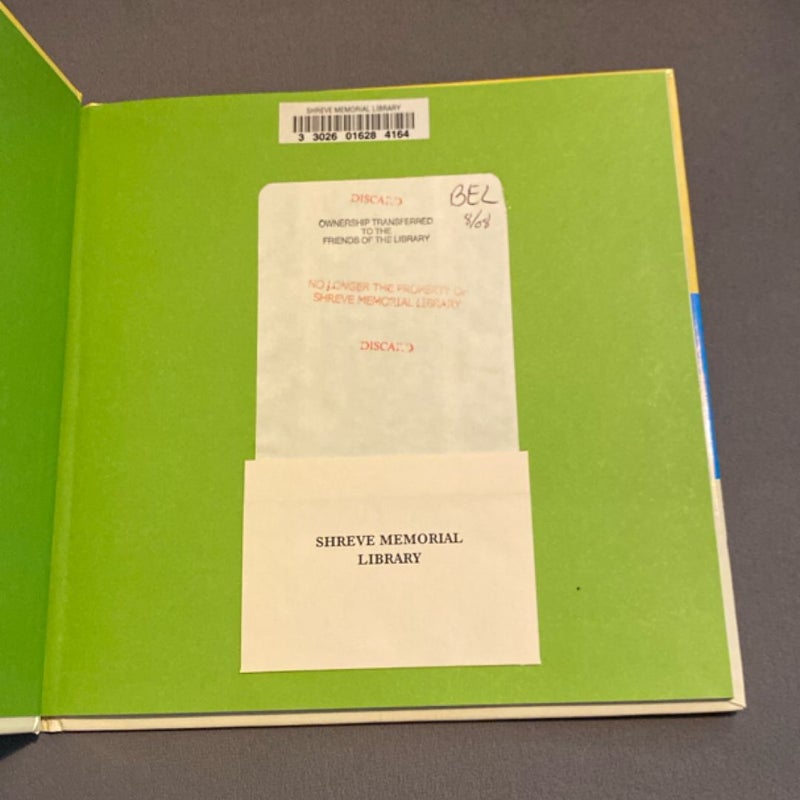 SHREVE MEMORIAL LIBRARY
3 3026 01628 4164
DISCARD
BEL
8/08
OWNERSHIP TRANSFERRED
TO THE
FRIENDS OF THE LIBRARY
NO LONGER THE PROPERTY OF
SHREVE MEMORIAL LIBRARY
DISCARD
SHREVE MEMORIAL
LIBRARY